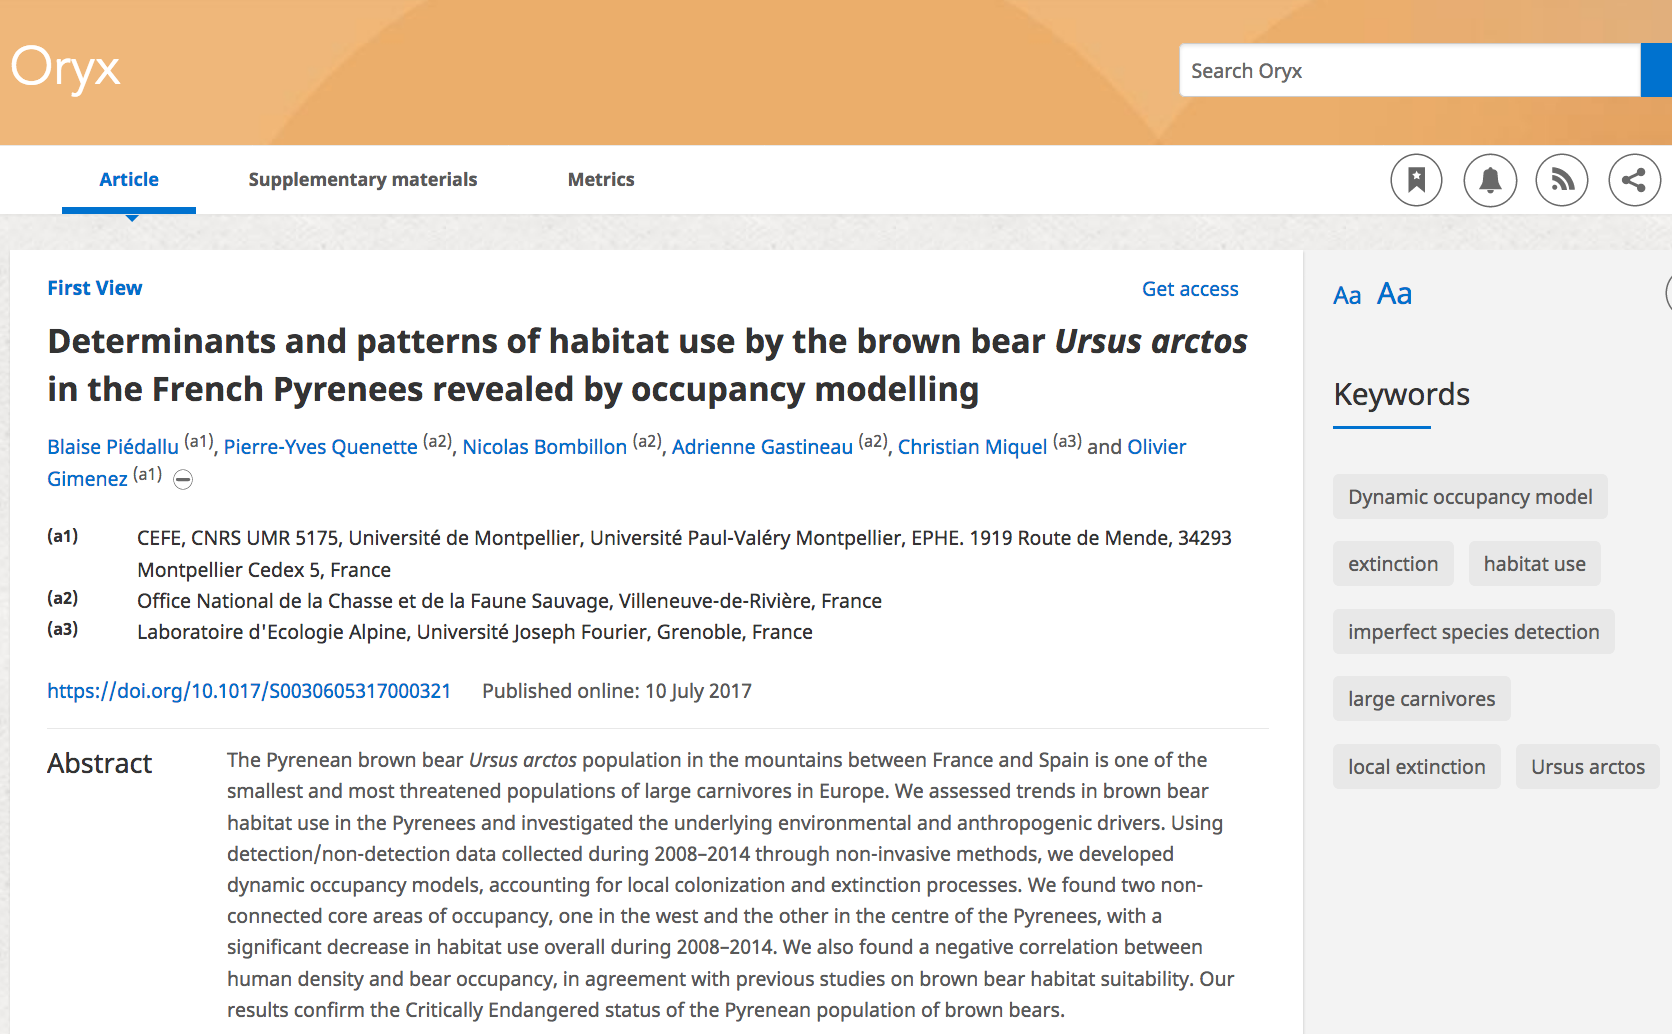 Oryx
Search Oryx
Article
Supplementary materials
Metrics
First View
Get access
Determinants and patterns of habitat use by the brown bear Ursus arctos
in the French Pyrenees revealed by occupancy modelling
Blaise Piédallu (a1), Pierre-Yves Quenette (a2), Nicolas Bombillon (a2), Adrienne Gastineau (a2), Christian Miquel (a3) and Olivier
Gimenez (a1)
(a1) CEFE, CNRS UMR 5175, Université de Montpellier, Université Paul-Valéry Montpellier, EPHE. 1919 Route de Mende, 34293
Montpellier Cedex 5, France
(a2) Office National de la Chasse et de la Faune Sauvage, Villeneuve-de-Rivière, France
(a3) Laboratoire d'Ecologie Alpine, Université Joseph Fourier, Grenoble, France
https://doi.org/10.1017/S0030605317000321 Published online: 10 July 2017
Abstract
The Pyrenean brown bear Ursus arctos population in the mountains between France and Spain is one of the
smallest and most threatened populations of large carnivores in Europe. We assessed trends in brown bear
habitat use in the Pyrenees and investigated the underlying environmental and anthropogenic drivers. Using
detection/non-detection data collected during 2008–2014 through non-invasive methods, we developed
dynamic occupancy models, accounting for local colonization and extinction processes. We found two non-
connected core areas of occupancy, one in the west and the other in the centre of the Pyrenees, with a
significant decrease in habitat use overall during 2008–2014. We also found a negative correlation between
human density and bear occupancy, in agreement with previous studies on brown bear habitat suitability. Our
results confirm the Critically Endangered status of the Pyrenean population of brown bears.
Aa Aa
Keywords
Dynamic occupancy model
extinction
habitat use
imperfect species detection
large carnivores
local extinction
Ursus arctos